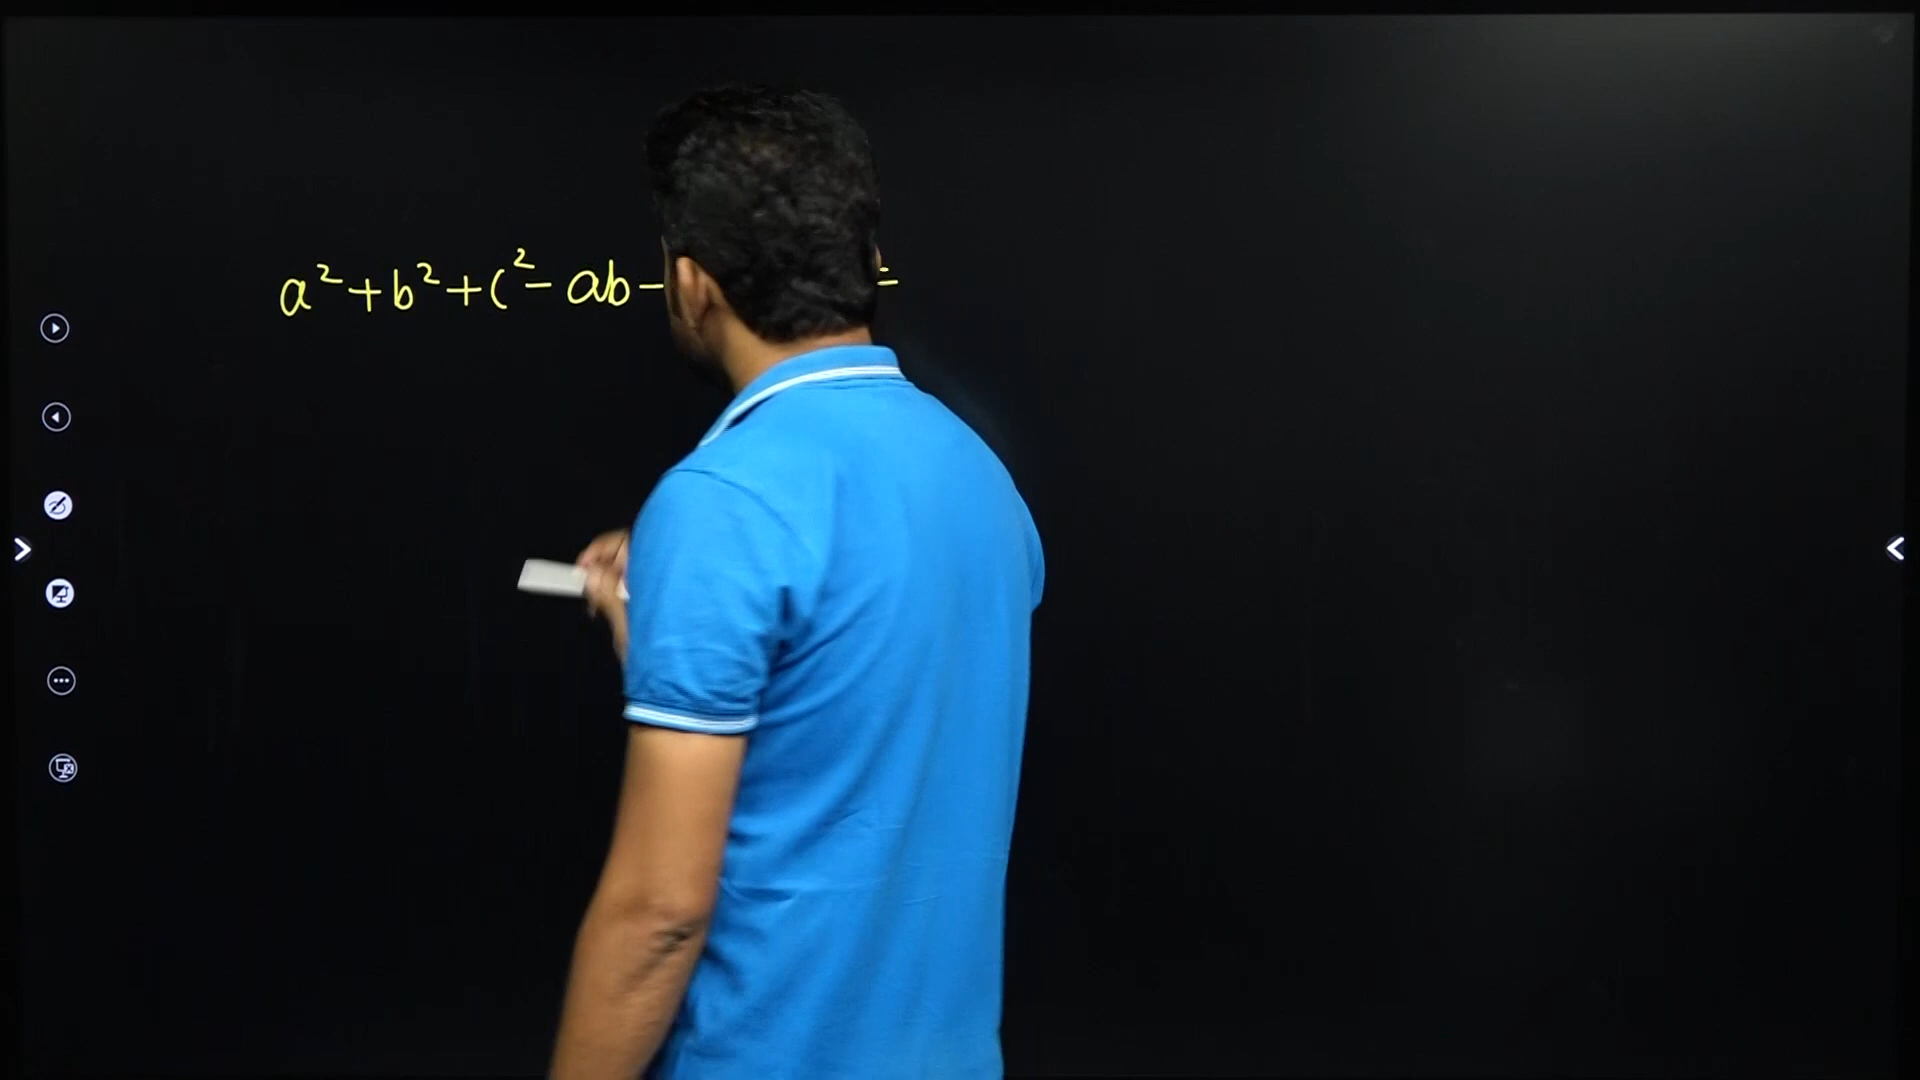 a² + b² + c² - ab - =